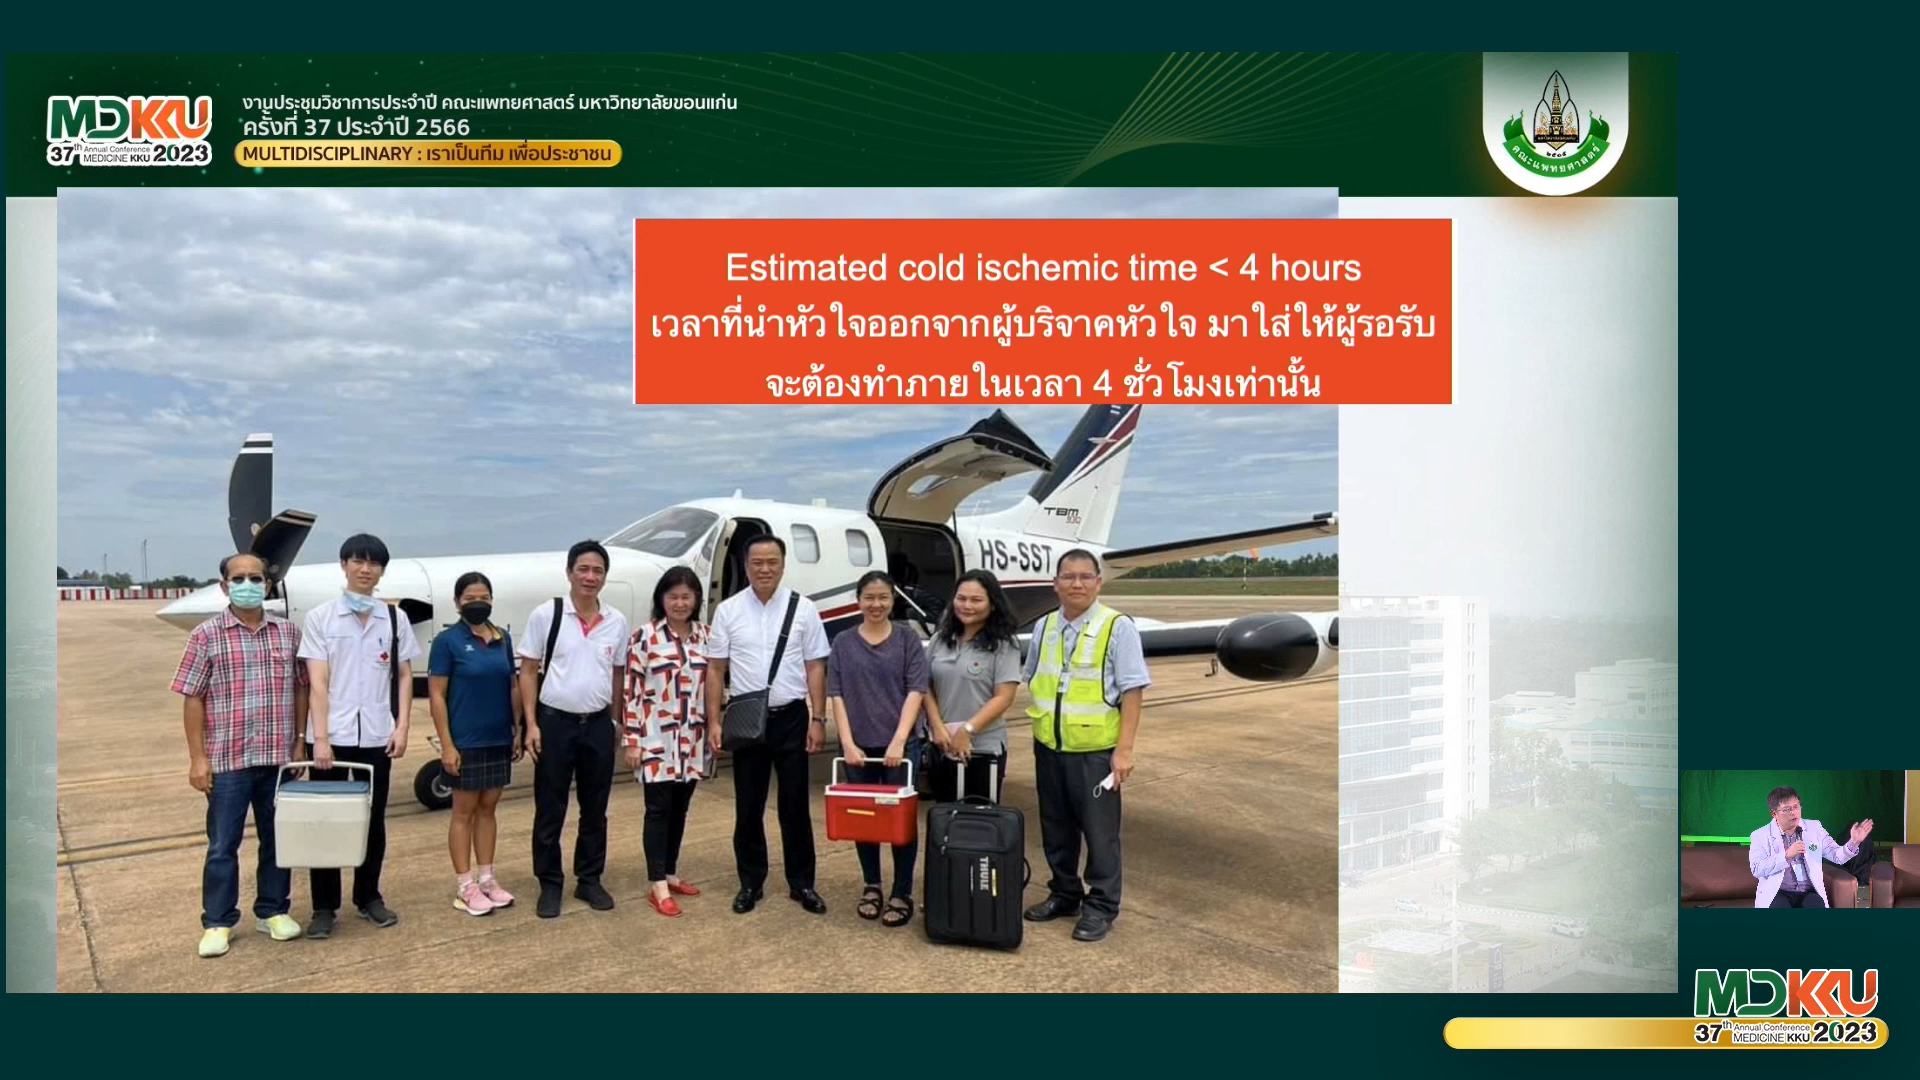 MDKKU
37th Annual Conference MEDICINE KKU 2023
งานประชุมวิชาการประจำปี คณะแพทยศาสตร์ มหาวิทยาลัยขอนแก่น
ครั้งที่ 37 ประจำปี 2566
MULTIDISCIPLINARY : เราเป็นทีม เพื่อประชาชน
คณะแพทยศาสตร์
Estimated cold ischemic time < 4 hours
เวลาที่นำหัวใจออกจากผู้บริจาคหัวใจ มาใส่ให้ผู้รอรับ
จะต้องทำภายในเวลา 4 ชั่วโมงเท่านั้น
TBM
930
HS-SST
THULE
MDKKU
37th Annual Conference MEDICINE KKU 2023